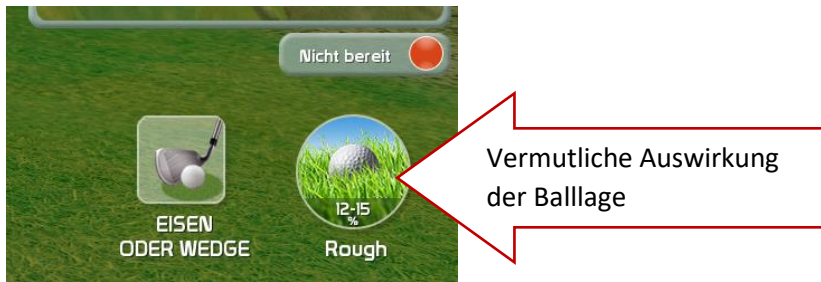 Nicht bereit
Vermutliche Auswirkung
der Balllage
12-15
%
EISEN
ODER WEDGE
Rough